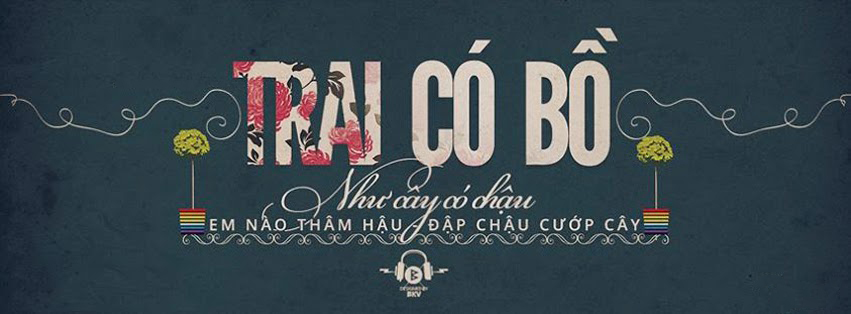 TRAI CÓ BỒ
Như cây có chậu
EM NÀO THÂM HẬU - ĐẬP CHẬU CƯỚP CÂY
DESIGNED BY
BKV